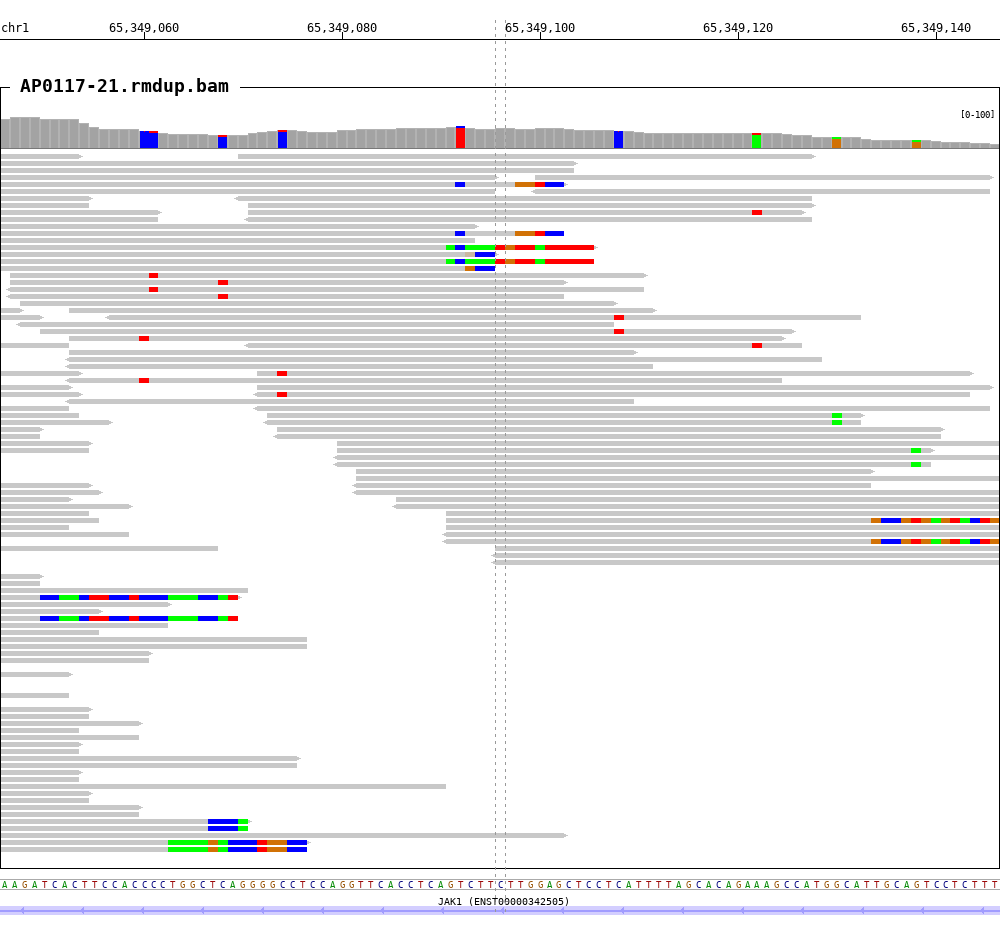 chr1 65,349,060 65,349,080 65,349,100 65,349,120 65,349,140
AP0117-21.rmdup.bam
[0-100]
A A G A T C A C T T C C A C C C C T G G C T C A G G G G C C T C C A G G T T C A C C T C A G T C T T C T T G G A G C T C C T C A T T T T A G C A C A G A A A G C C A T G G C A T T G C A G T C C T C T T T
JAK1 (ENST00000342505)